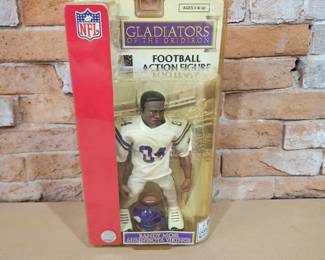 AGES 4 & UP
NFL
GLADIATORS
OF THE GRIDIRON
FOOTBALL
ACTION FIGURE
84
RANDY MOSS
MINNESOTA VIKINGS